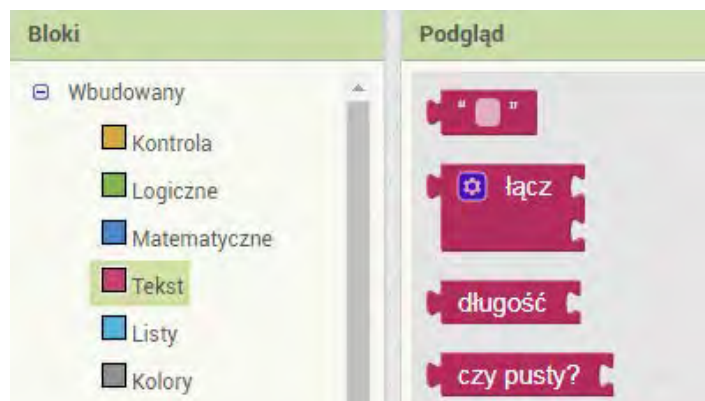 Bloki
Wbudowany
Kontrola
Logiczne
Matematyczne
Tekst
Listy
Kolory
Podgląd
" "
łącz
długość
czy pusty?